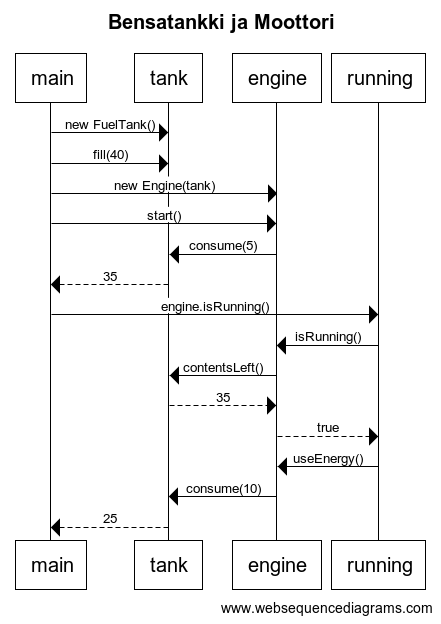 Bensatankki ja Moottori
main tank engine running
new FuelTank()
fill(40)
new Engine(tank)
start()
consume(5)
35
engine.isRunning()
isRunning()
contentsLeft()
35
true
useEnergy()
consume(10)
25
main tank engine running
www.websequencediagrams.com